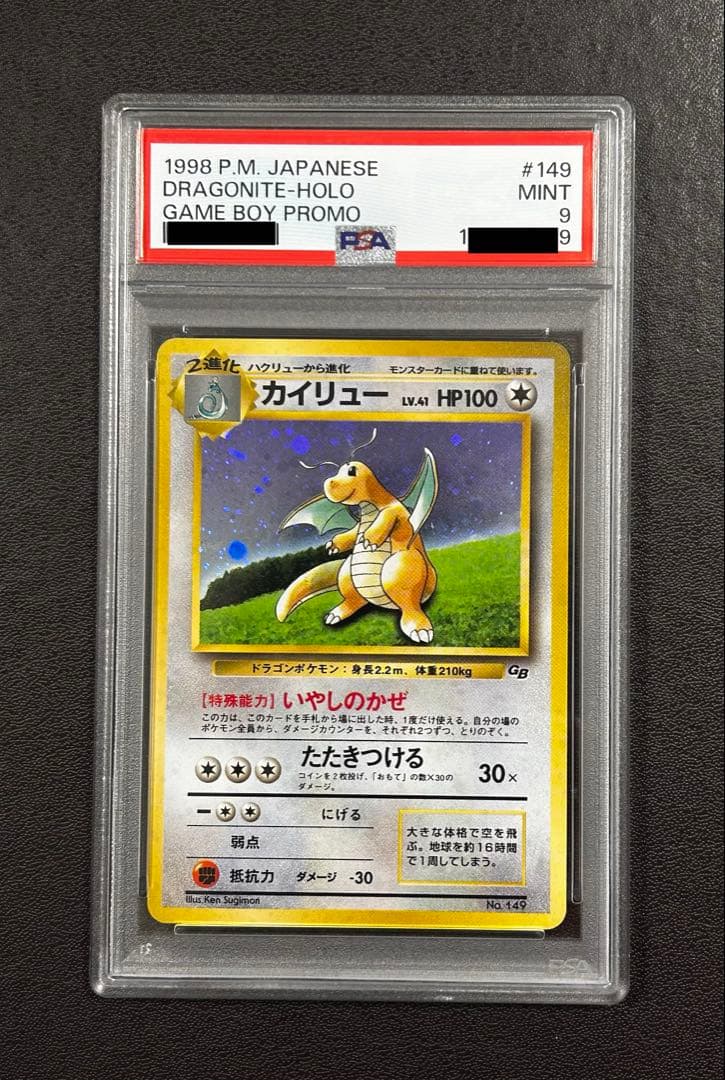 1998 P.M. JAPANESE #149
DRAGONITE-HOLO MINT
GAME BOY PROMO 9
PSA 1 9
2進化 ハクリューから進化 モンスターカードに重ねて使います。
カイリュー LV.41 HP100
ドラゴンポケモン：身長2.2m、体重210kg
GB
【特殊能力】いやしのかぜ
この力は、このカードを手札から場に出した時、1度だけ使える。自分の場の
ポケモン全員から、ダメージカウンターを、それぞれ2つずつ、とりのぞく。
たたきつける 30×
コインを2枚投げ、「おもて」の数×30の
ダメージ。
ー にげる
弱点
抵抗力 ダメージ -30
大きな体格で空を飛
ぶ。地球を約16時間
で1周してしまう。
Illus.Ken Sugimori
No. 149
PSA